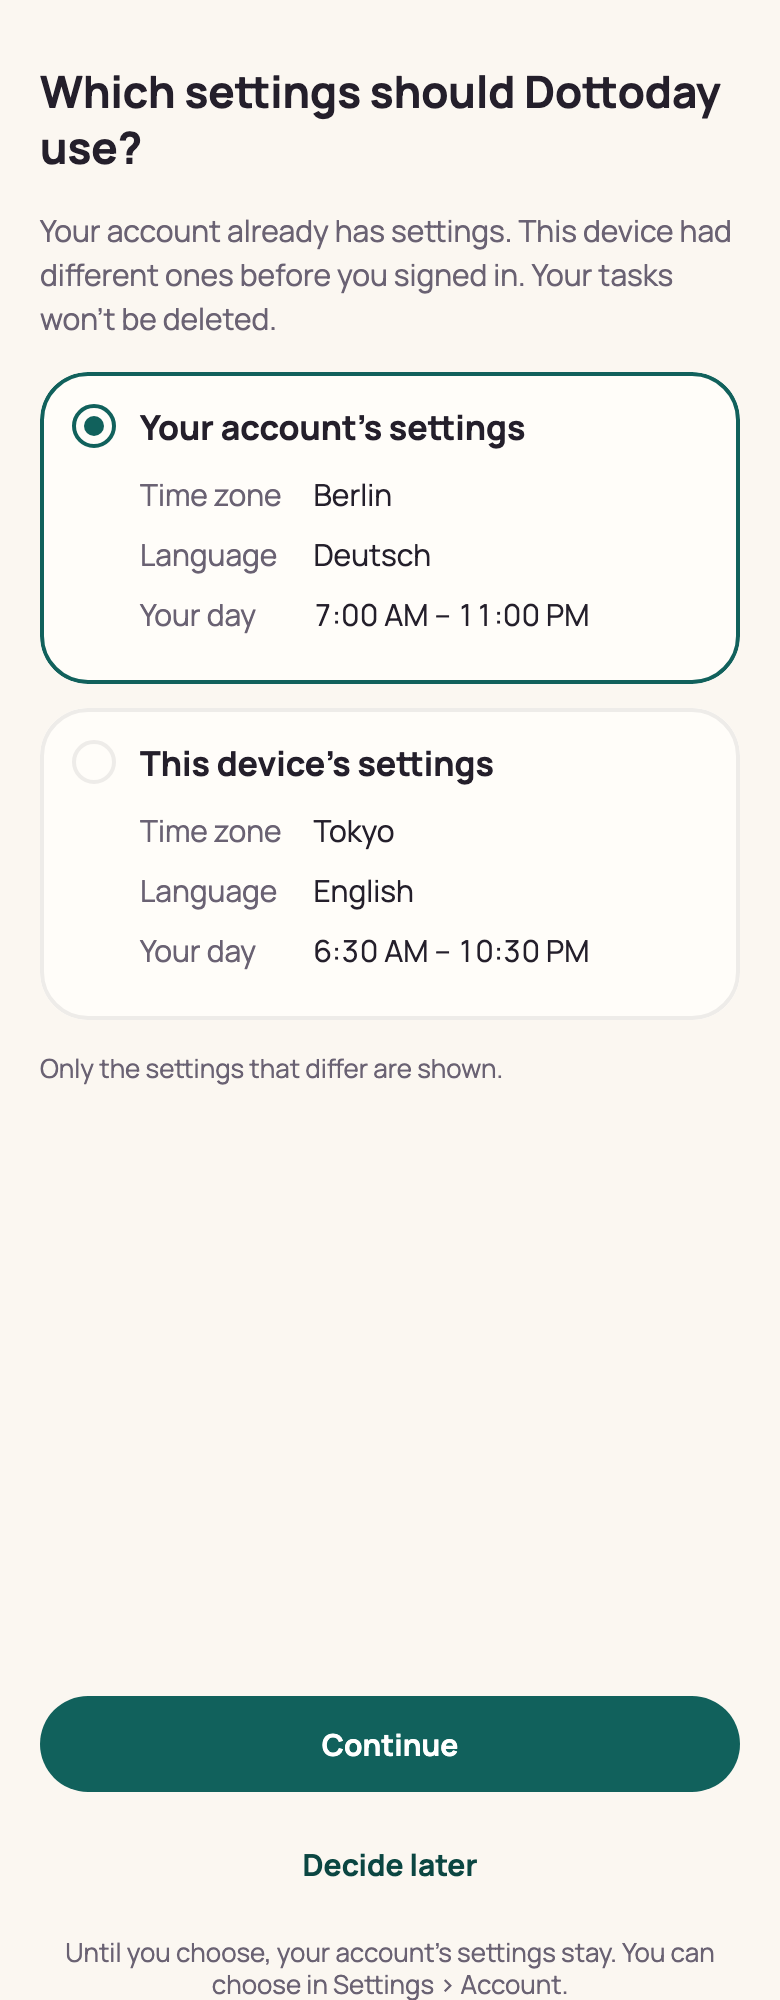 Which settings should Dottoday
use?
Your account already has settings. This device had
different ones before you signed in. Your tasks
won’t be deleted.
Your account’s settings
Time zone Berlin
Language Deutsch
Your day 7:00 AM – 11:00 PM
This device’s settings
Time zone Tokyo
Language English
Your day 6:30 AM – 10:30 PM
Only the settings that differ are shown.
Continue
Decide later
Until you choose, your account’s settings stay. You can
choose in Settings > Account.